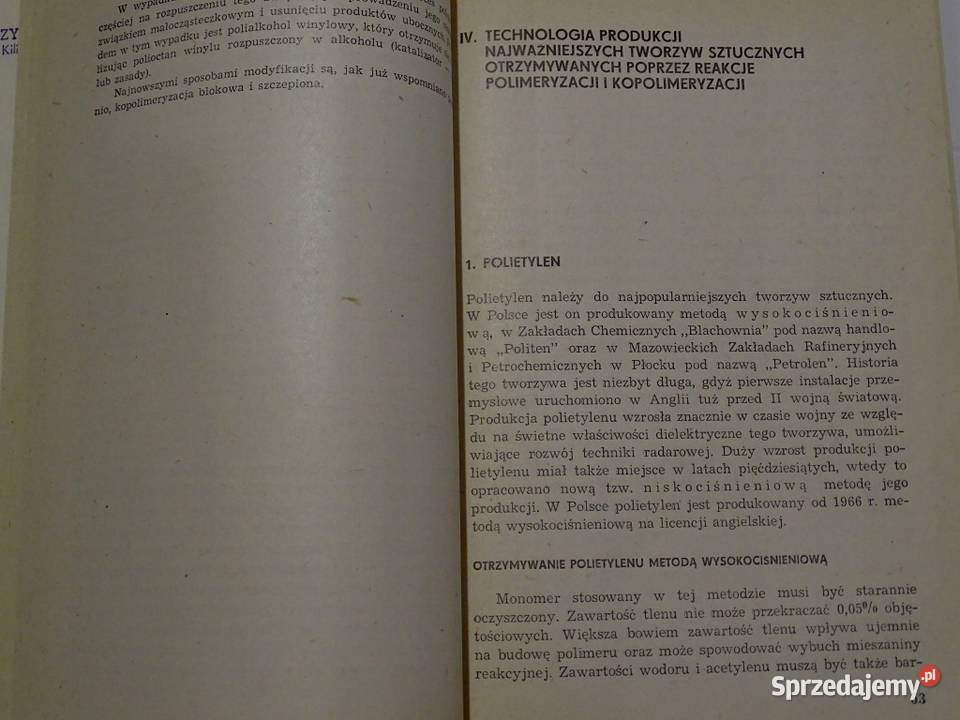 ZY
Kili
W wypadku
częściej na rozpuszczeniu tego
związkiem małocząsteczkowym i usunięciu produktów ubocznych
dem w tym wypadku jest polialkohol winylowy, który otrzymuje się
lizując polioctan winylu rozpuszczony w alkoholu (katalizator —
lub zasady).
Najnowszymi sposobami modyfikacji są, jak już wspomniano
nio, kopolimeryzacja blokowa i szczepiona.
IV. TECHNOLOGIA PRODUKCJI
NAJWAŻNIEJSZYCH TWORZYW SZTUCZNYCH
OTRZYMYWANYCH POPRZEZ REAKCJE
POLIMERYZACJI I KOPOLIMERYZACJI
1. POLIETYLEN
Polietylen należy do najpopularniejszych tworzyw sztucznych.
W Polsce jest on produkowany metodą wysokociśnienio-
wą, w Zakładach Chemicznych „Blachownia" pod nazwą handlo-
wą „Politen" oraz w Mazowieckich Zakładach Rafineryjnych
i Petrochemicznych w Płocku pod nazwą „Petrolen". Historia
tego tworzywa jest niezbyt długa, gdyż pierwsze instalacje prze-
mysłowe uruchomiono w Anglii tuż przed II wojną światową.
Produkcja polietylenu wzrosła znacznie w czasie wojny ze wzglę-
du na świetne właściwości dielektryczne tego tworzywa, umożli-
wiające rozwój techniki radarowej. Duży wzrost produkcji po-
lietylenu miał także miejsce w latach pięćdziesiątych, wtedy to
opracowano nową tzw. niskociśnieniową metodę jego
produkcji. W Polsce polietylen jest produkowany od 1966 r. me-
todą wysokociśnieniową na licencji angielskiej.
OTRZYMYWANIE POLIETYLENU METODĄ WYSOKOCIŚNIENIOWĄ
Monomer stosowany w tej metodzie musi być starannie
oczyszczony. Zawartość tlenu nie może przekraczać 0,05% obję-
tościowych. Większa bowiem zawartość tlenu wpływa ujemnie
na budowę polimeru oraz może spowodować wybuch mieszaniny
reakcyjnej. Zawartości wodoru i acetylenu muszą być także bar-
Sprzedajemy.pl